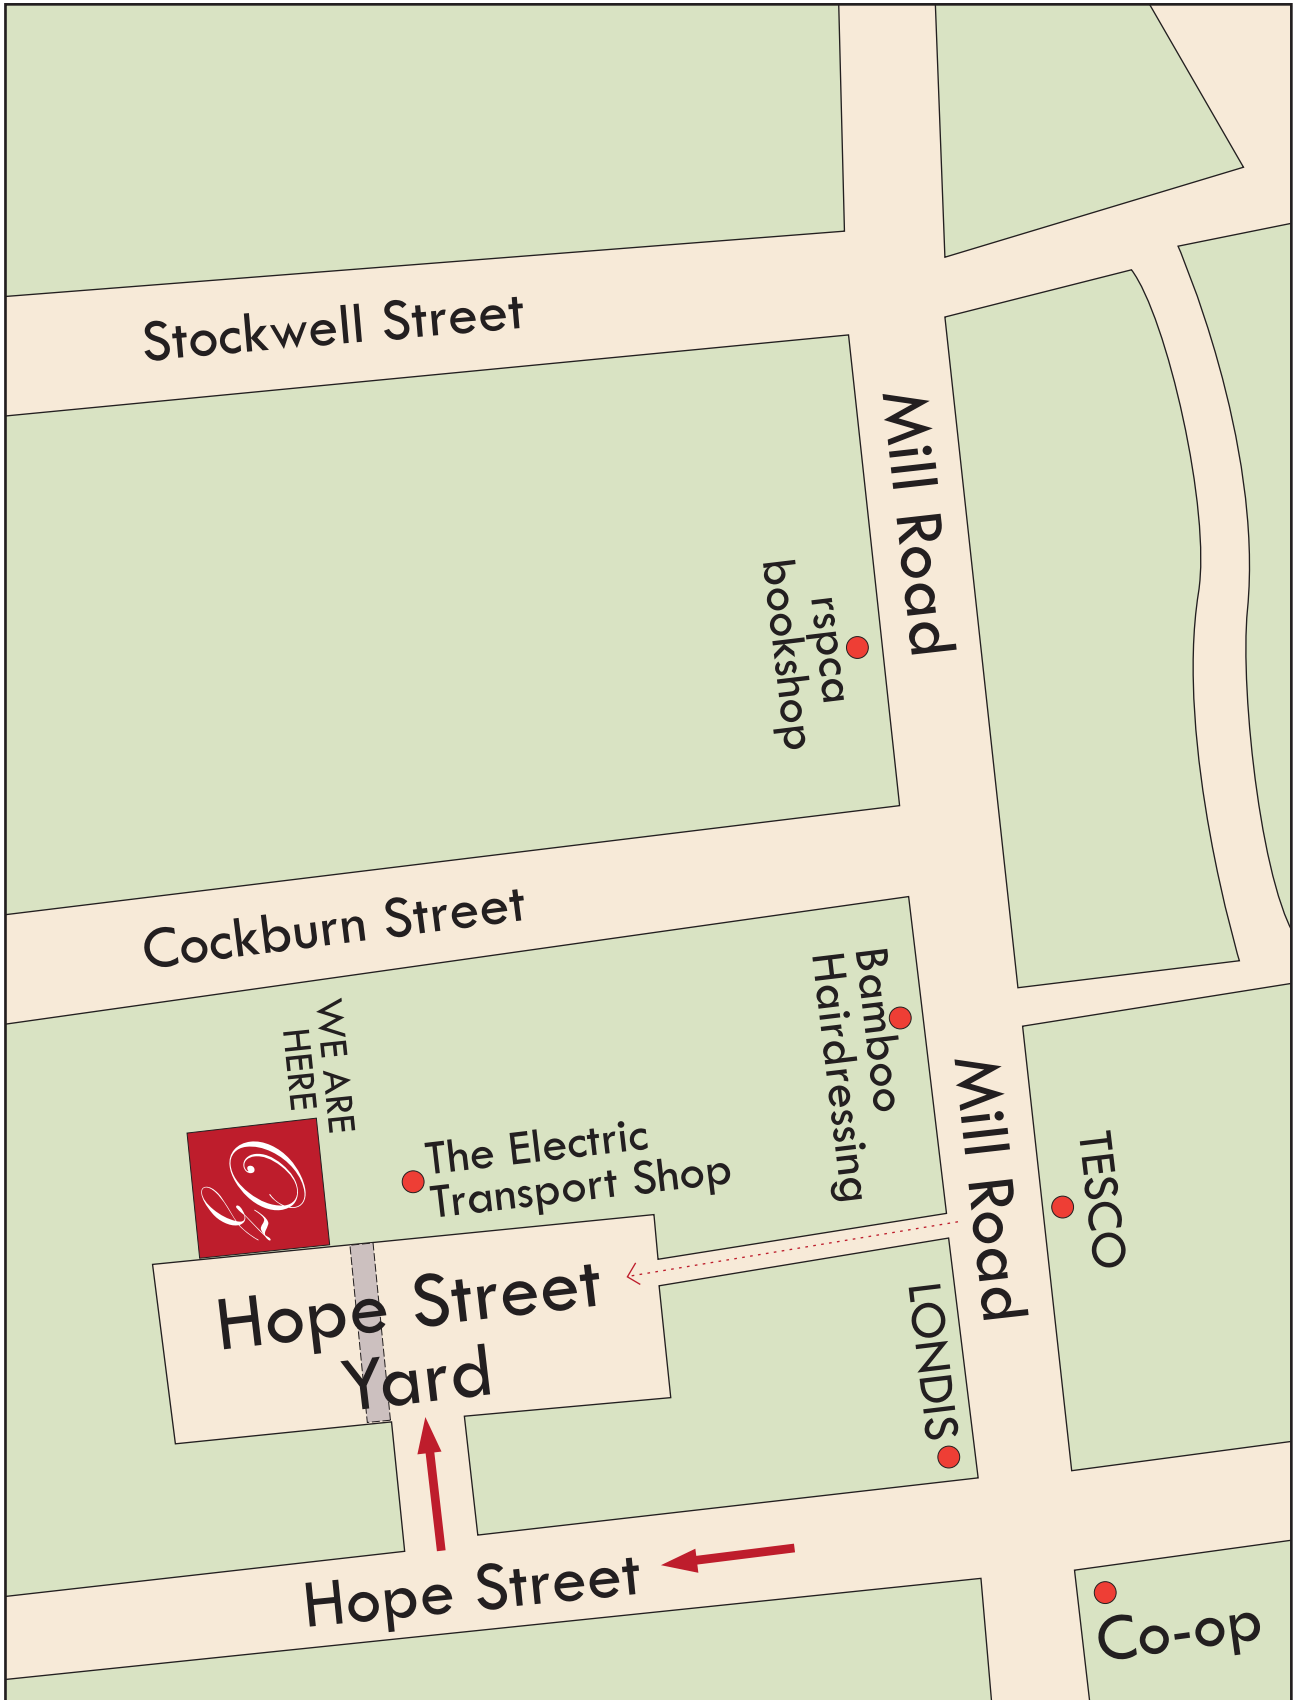 Stockwell Street
Mill Road
rspca
bookshop
Cockburn Street
Bamboo
Hairdressing
WE ARE
HERE
Mill Road
The Electric
Transport Shop
TESCO
Hope Street
Yard
LONDIS
Hope Street
Co-op